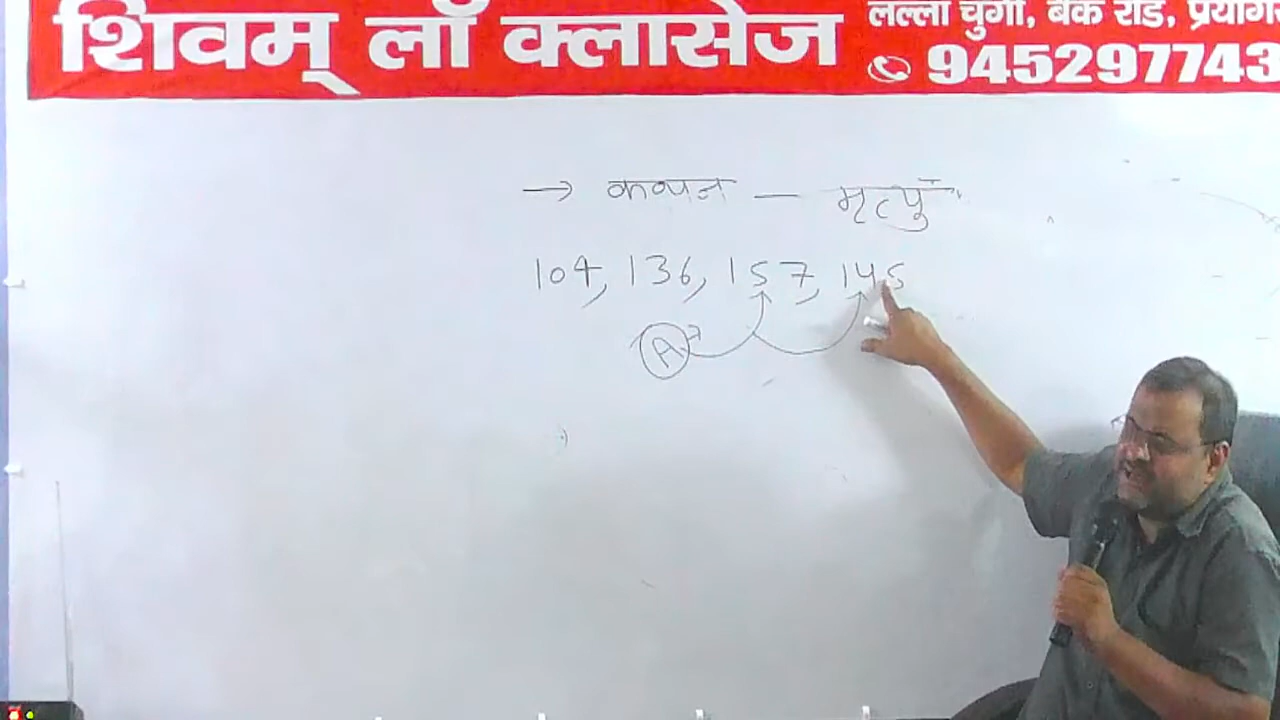 शिवम् लॉ क्लासेज
लल्ला चुंगी, बैंक रोड, प्रयाग
945297743
→ कथन — मृत्यु
104, 136, 157, 145
A